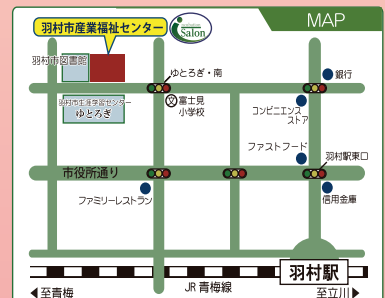 MAP
羽村市産業福祉センター
Salon
羽村市図書館
ゆとろぎ・南
銀行
羽村市生涯学習センター
ゆとろぎ
文
富士見
小学校
コンビニエンス
ストア
ファストフード
羽村駅東口
市役所通り
ファミリーレストラン
信用金庫
羽村駅
至青梅
JR青梅線
至立川